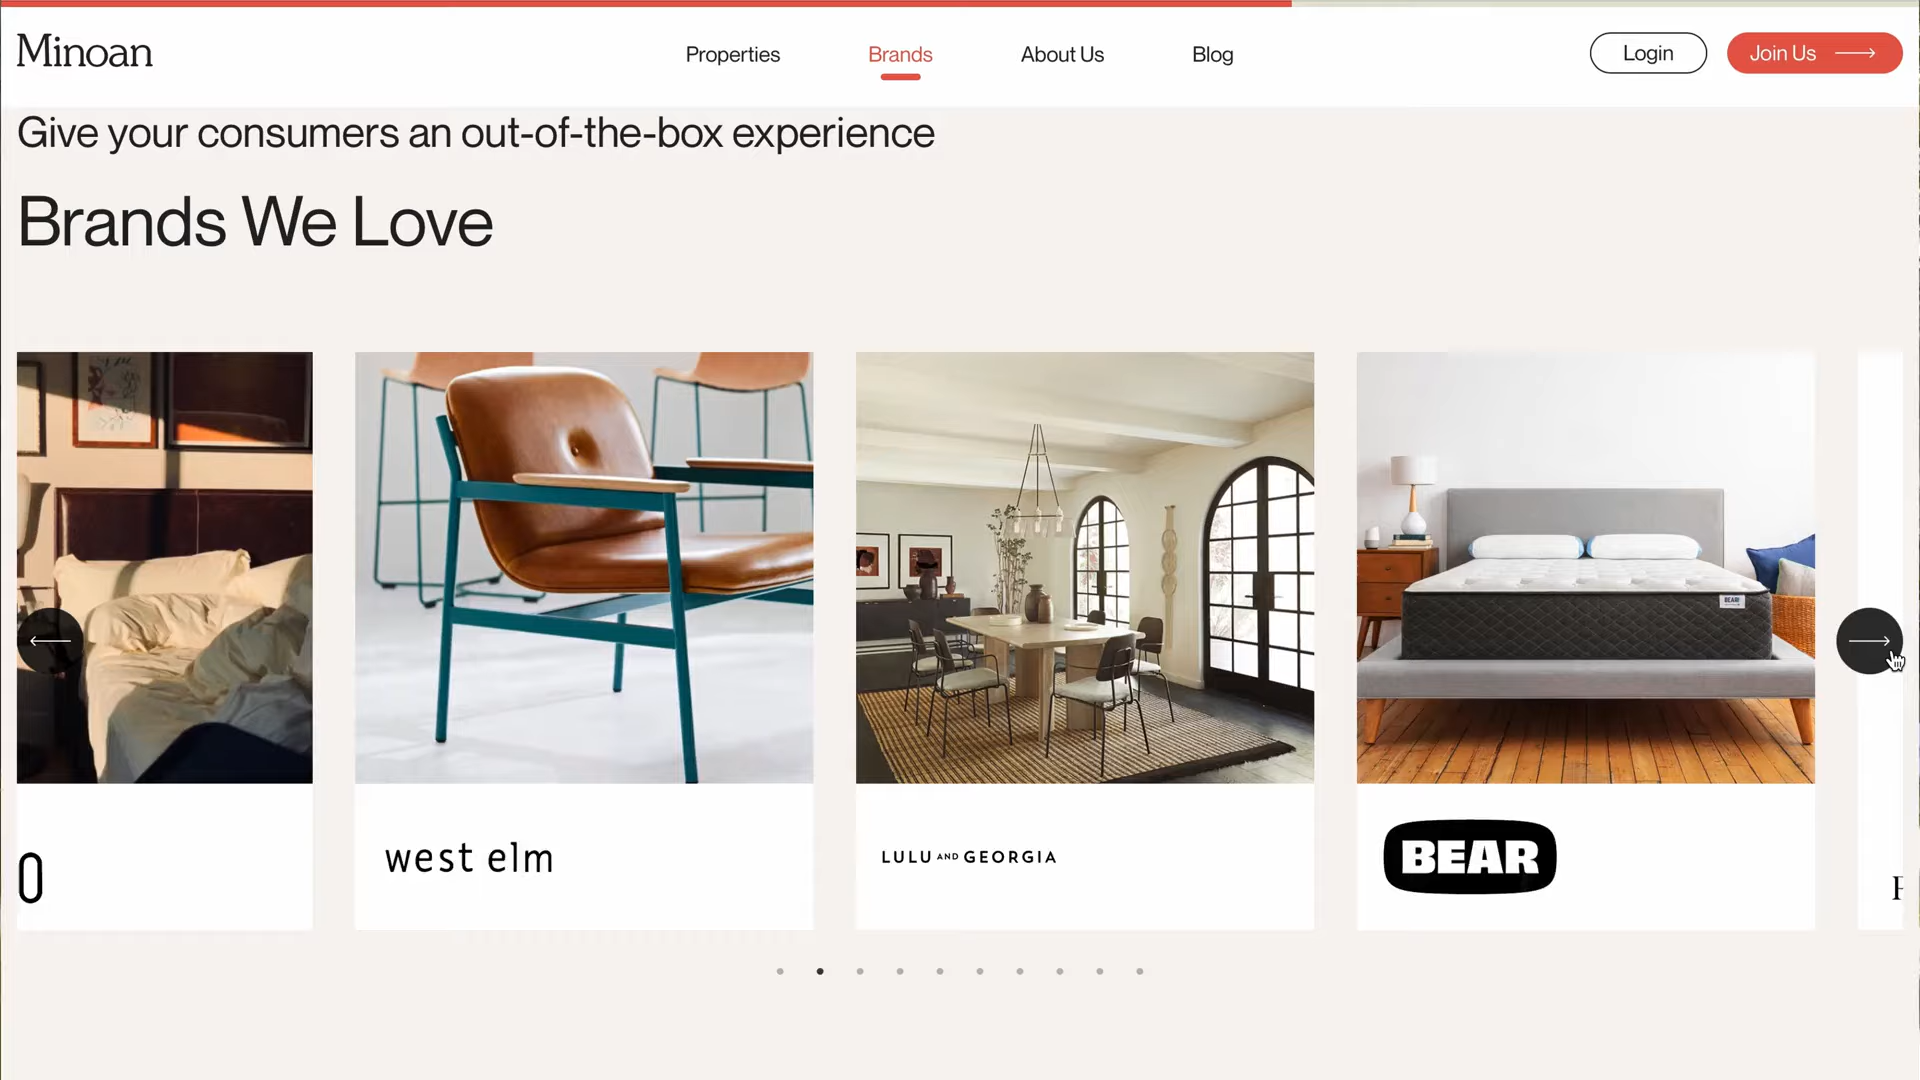 Minoan
Properties
Brands
About Us
Blog
Login
Join Us
Give your consumers an out-of-the-box experience
Brands We Love
BEAR
west elm
LULU AND GEORGIA
BEAR